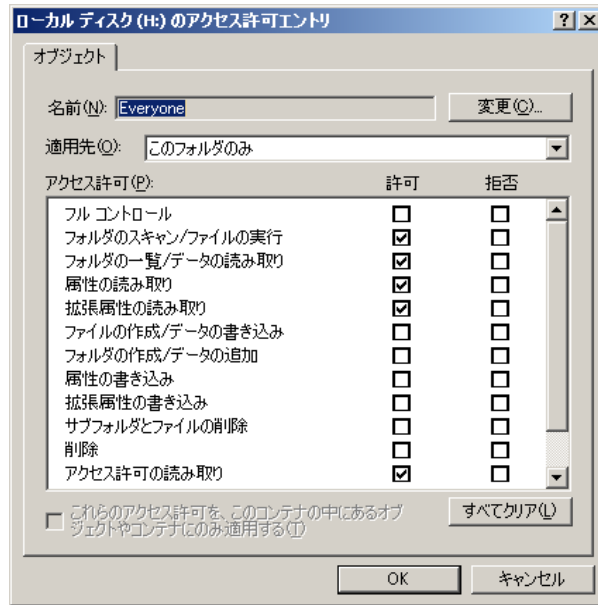 ローカル ディスク (H:) のアクセス許可エントリ
オブジェクト
名前(N): Everyone 変更(C)...
適用先(O): このフォルダのみ
アクセス許可(P): 許可 拒否
フル コントロール
フォルダのスキャン/ファイルの実行
フォルダの一覧/データの読み取り
属性の読み取り
拡張属性の読み取り
ファイルの作成/データの書き込み
フォルダの作成/データの追加
属性の書き込み
拡張属性の書き込み
サブフォルダとファイルの削除
削除
アクセス許可の読み取り
これらのアクセス許可を、このコンテナの中にあるオブ
ジェクトやコンテナにのみ適用する(T)
すべてクリア(L)
OK キャンセル